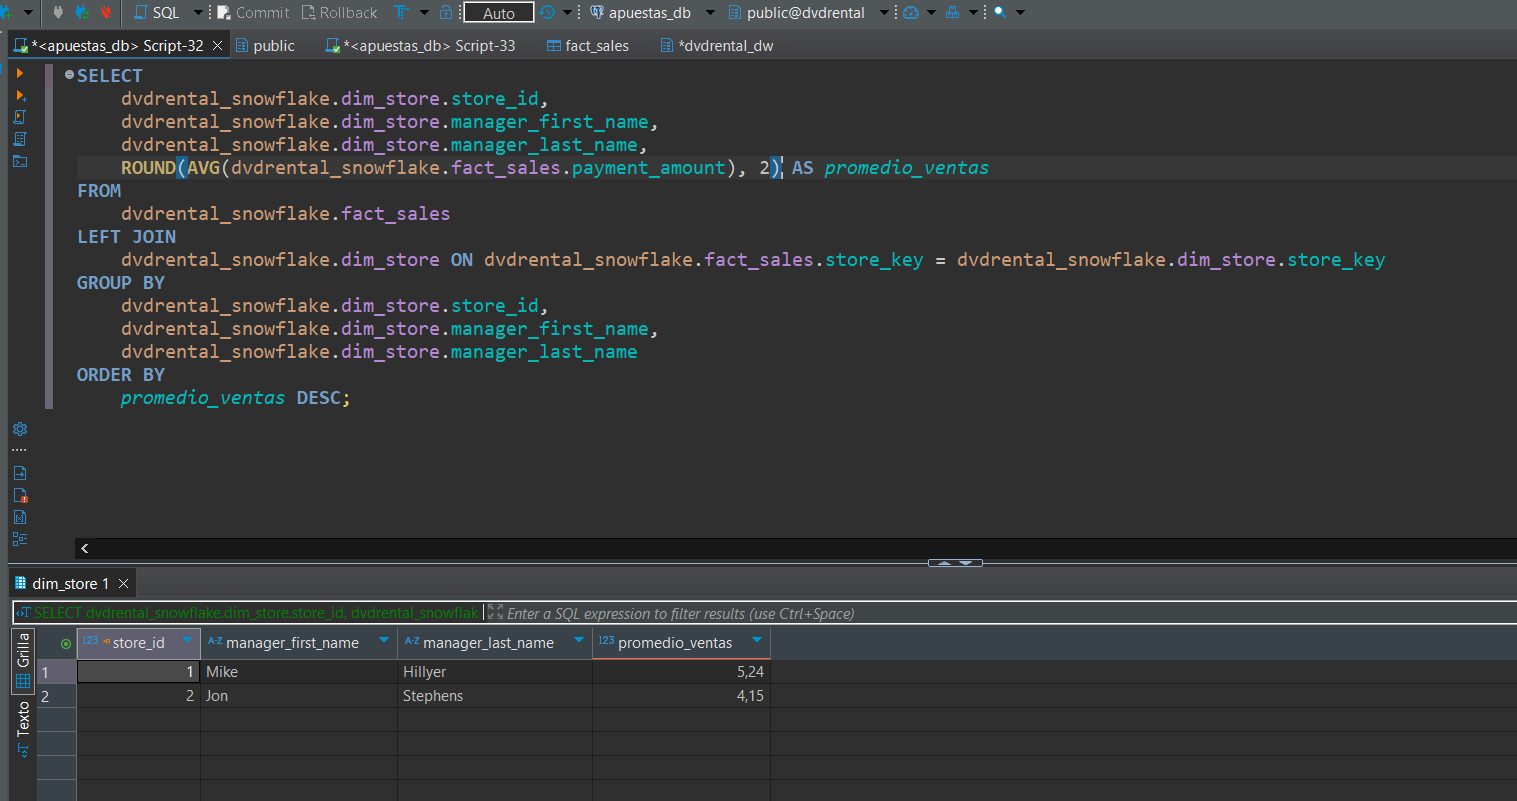 SQL Commit Rollback Auto apuestas_db public@dvdrental
*<apuestas_db> Script-32 public *<apuestas_db> Script-33 fact_sales *dvdrental_dw
SELECT
dvdrental_snowflake.dim_store.store_id,
dvdrental_snowflake.dim_store.manager_first_name,
dvdrental_snowflake.dim_store.manager_last_name,
ROUND(AVG(dvdrental_snowflake.fact_sales.payment_amount), 2) AS promedio_ventas
FROM
dvdrental_snowflake.fact_sales
LEFT JOIN
dvdrental_snowflake.dim_store ON dvdrental_snowflake.fact_sales.store_key = dvdrental_snowflake.dim_store.store_key
GROUP BY
dvdrental_snowflake.dim_store.store_id,
dvdrental_snowflake.dim_store.manager_first_name,
dvdrental_snowflake.dim_store.manager_last_name
ORDER BY
promedio_ventas DESC;
dim_store 1
SELECT dvdrental_snowflake.dim_store.store_id, dvdrental_snowflak Enter a SQL expression to filter results (use Ctrl+Space)
Grilla
Texto
123 store_id A-Z manager_first_name A-Z manager_last_name 123 promedio_ventas
1 1 Mike Hillyer 5,24
2 2 Jon Stephens 4,15